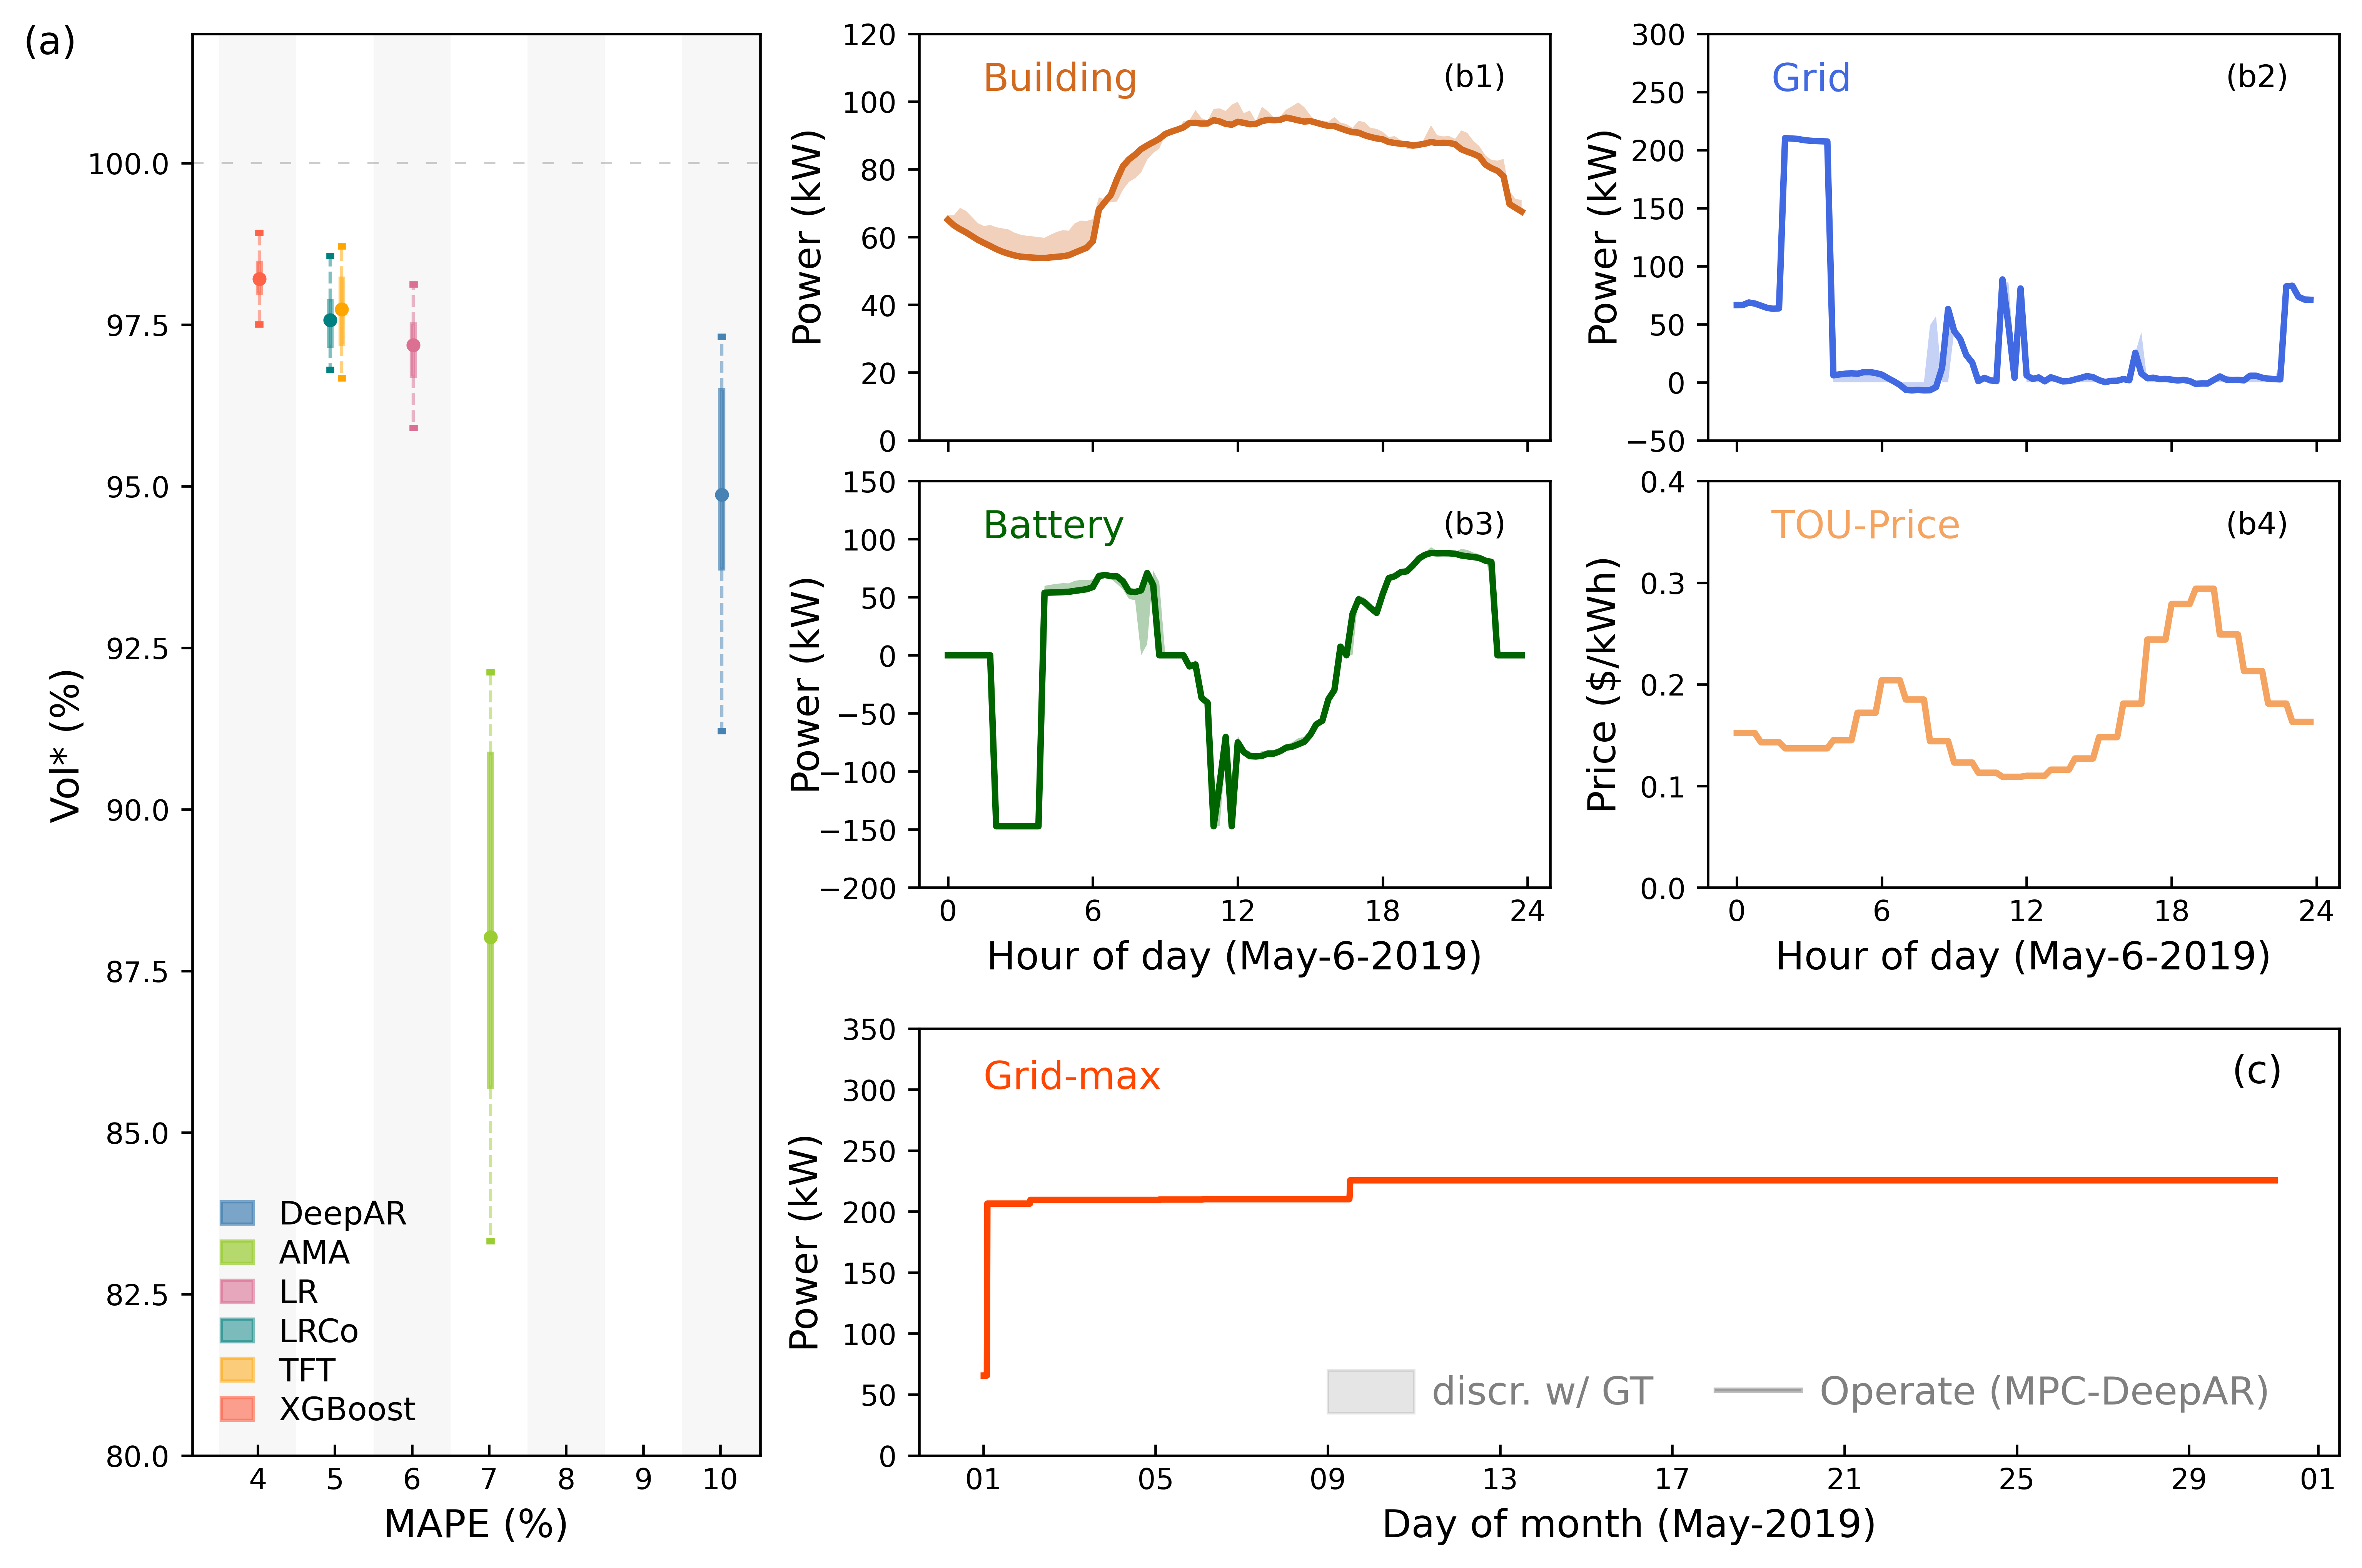 (a)
100.0
97.5
95.0
92.5
90.0
87.5
85.0
82.5
80.0
Vol* (%)
DeepAR
AMA
LR
LRCo
TFT
XGBoost
4 5 6 7 8 9 10
MAPE (%)
Building
(b1)
120
100
80
60
40
20
0
Power (kW)
Grid
(b2)
300
250
200
150
100
50
0
−50
Power (kW)
Battery
(b3)
150
100
50
0
−50
−100
−150
−200
Power (kW)
0 6 12 18 24
Hour of day (May-6-2019)
TOU-Price
(b4)
0.4
0.3
0.2
0.1
0.0
Price ($/kWh)
0 6 12 18 24
Hour of day (May-6-2019)
Grid-max
(c)
350
300
250
200
150
100
50
0
Power (kW)
discr. w/ GT
Operate (MPC-DeepAR)
01 05 09 13 17 21 25 29 01
Day of month (May-2019)